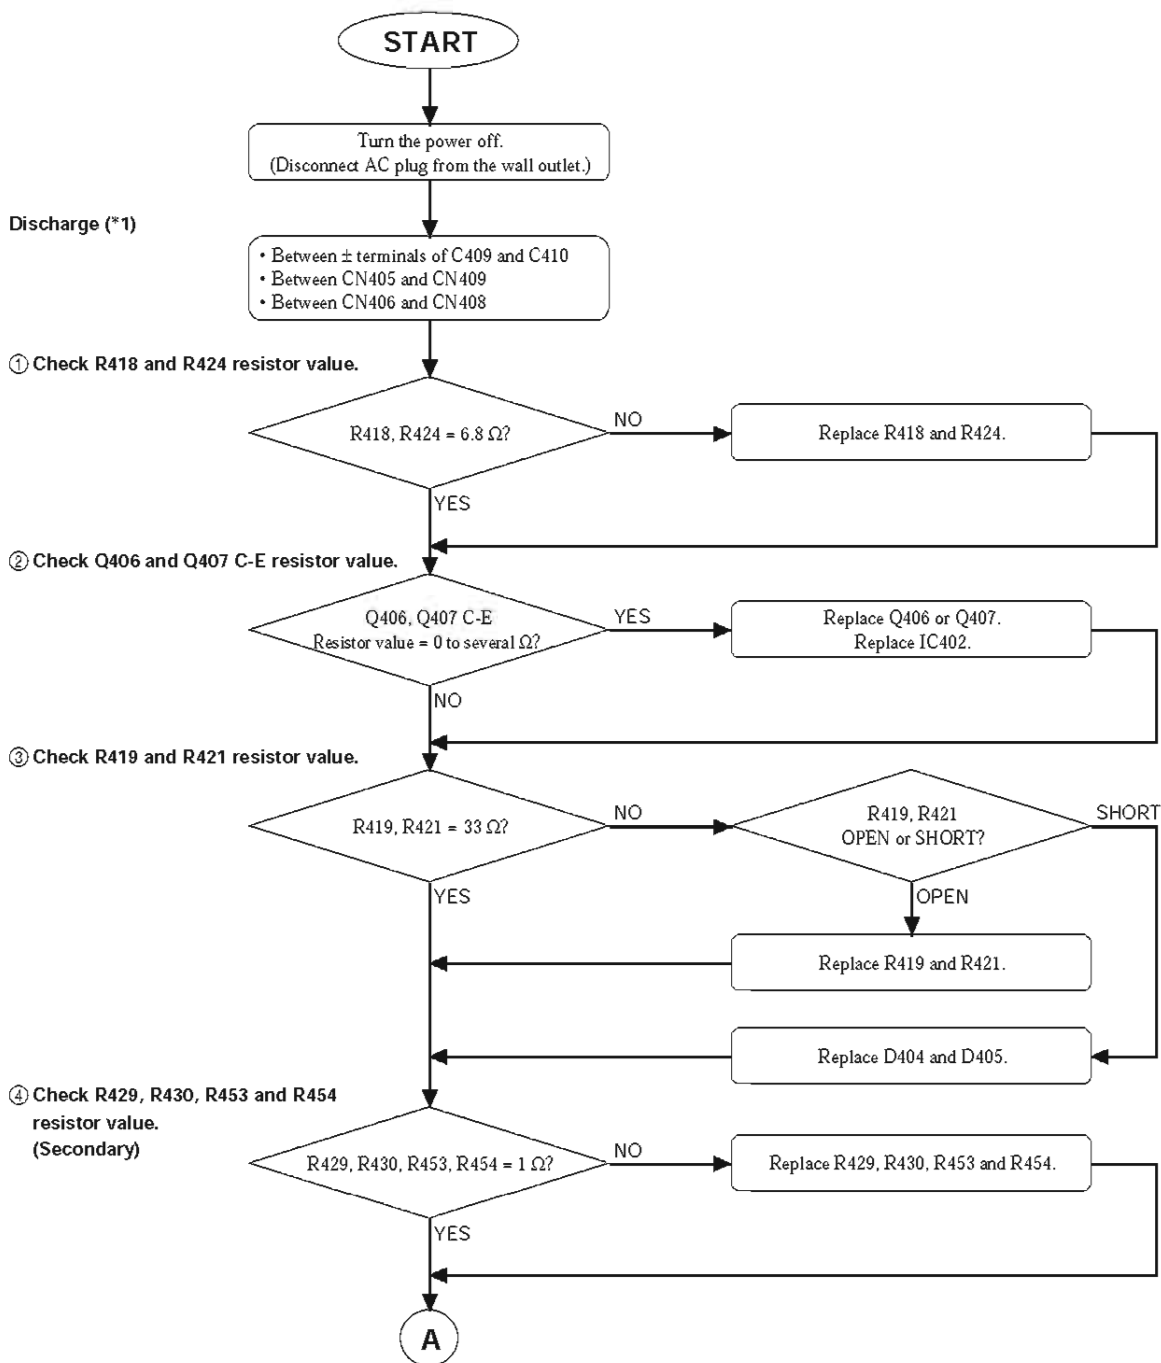 START
Turn the power off.
(Disconnect AC plug from the wall outlet.)
Discharge (*1)
• Between ± terminals of C409 and C410
• Between CN405 and CN409
• Between CN406 and CN408
① Check R418 and R424 resistor value.
R418, R424 = 6.8 Ω?
NO
Replace R418 and R424.
YES
② Check Q406 and Q407 C-E resistor value.
Q406, Q407 C-E
Resistor value = 0 to several Ω?
YES
Replace Q406 or Q407.
Replace IC402.
NO
③ Check R419 and R421 resistor value.
R419, R421 = 33 Ω?
NO
R419, R421
OPEN or SHORT?
SHORT
YES
OPEN
Replace R419 and R421.
Replace D404 and D405.
④ Check R429, R430, R453 and R454
resistor value.
(Secondary)
R429, R430, R453, R454 = 1 Ω?
NO
Replace R429, R430, R453 and R454.
YES
A